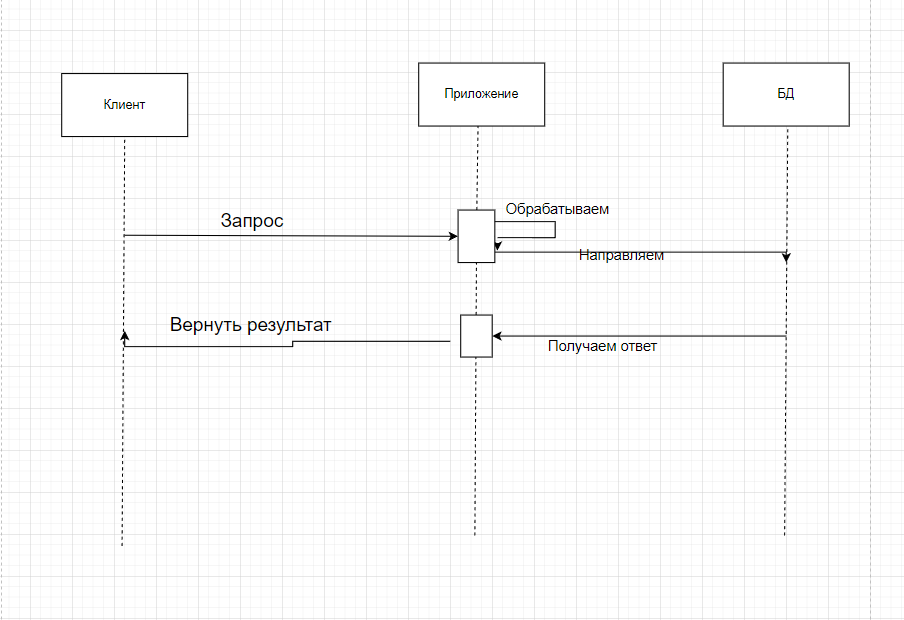 Клиент
Приложение
БД
Обрабатываем
Запрос
Направляем
Вернуть результат
Получаем ответ